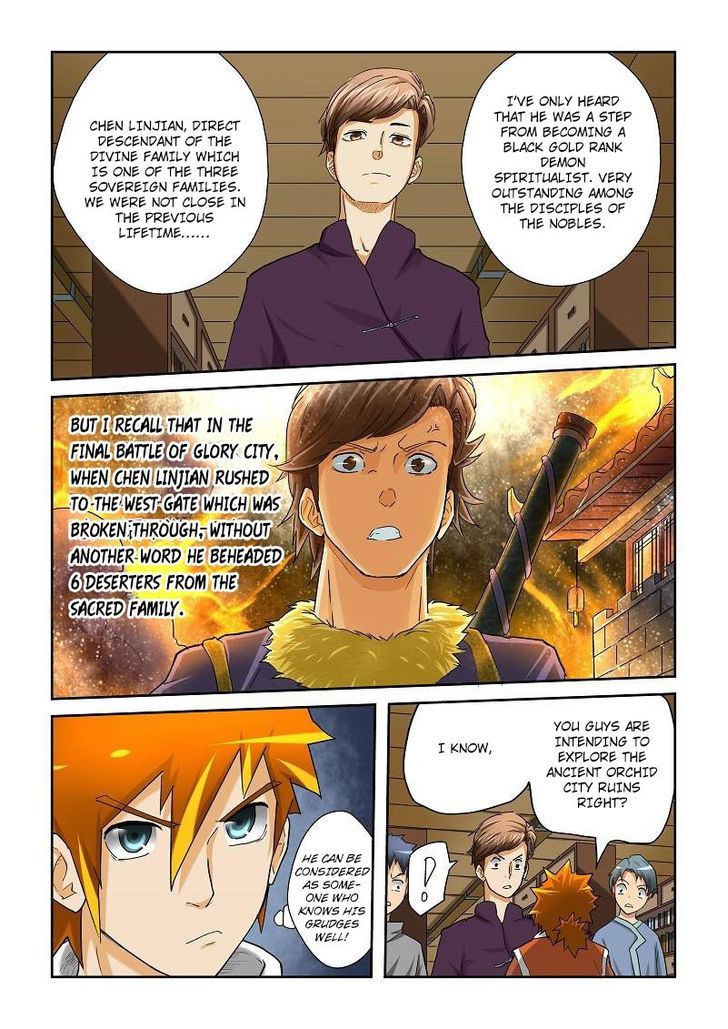 CHEN LINJIAN, DIRECT
DESCENDANT OF THE
DIVINE FAMILY WHICH
IS ONE OF THE THREE
SOVEREIGN FAMILIES.
WE WERE NOT CLOSE IN
THE PREVIOUS
LIFETIME......
I'VE ONLY HEARD
THAT HE WAS A STEP
FROM BECOMING A
BLACK GOLD RANK
DEMON
SPIRITUALIST. VERY
OUTSTANDING AMONG
THE DISCIPLES OF
THE NOBLES.
BUT I RECALL THAT IN THE
FINAL BATTLE OF GLORY CITY,
WHEN CHEN LINJIAN RUSHED
TO THE WEST GATE WHICH WAS
BROKEN THROUGH, WITHOUT
ANOTHER WORD HE BEHEADED
6 DESERTERS FROM THE
SACRED FAMILY.
HE CAN BE
CONSIDERED
AS SOME-
ONE WHO
KNOWS HIS
GRUDGES
WELL!
I KNOW,
YOU GUYS ARE
INTENDING TO
EXPLORE THE
ANCIENT ORCHID
CITY RUINS
RIGHT?
!